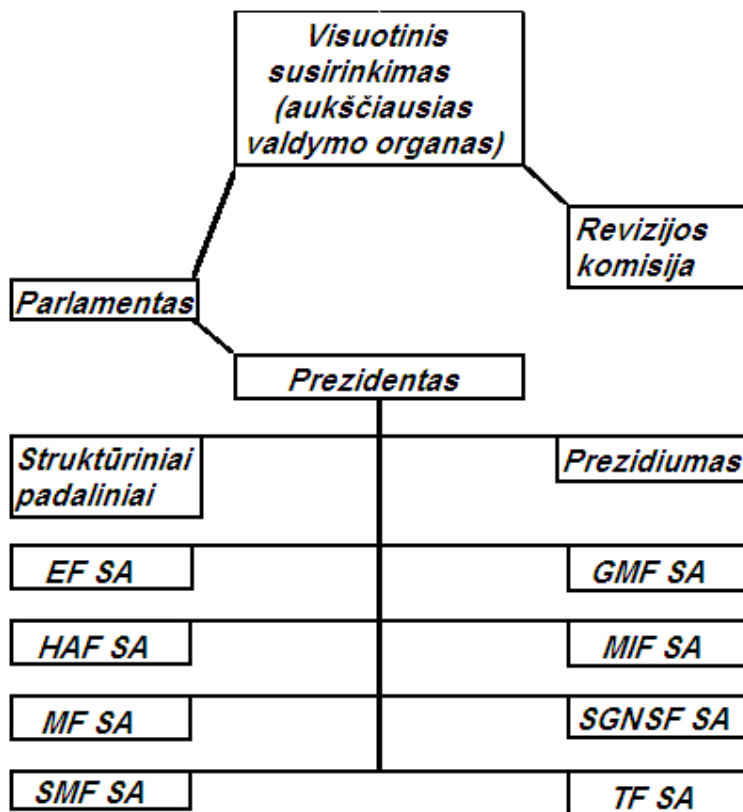 Visuotinis
susirinkimas
(aukščiausias
valdymo organas)
Revizijos
komisija
Parlamentas
Prezidentas
Struktūriniai
padaliniai
Prezidiumas
EF SA
GMF SA
HAF SA
MIF SA
MF SA
SGNSF SA
SMF SA
TF SA